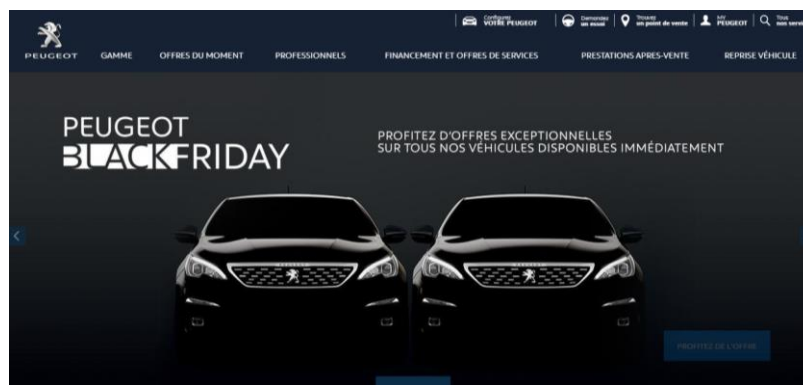 Configurez
VOTRE PEUGEOT
Demandez
un essai
Trouvez
un point de vente
MY
PEUGEOT
Tous
nos servi
PEUGEOT
GAMME
OFFRES DU MOMENT
PROFESSIONNELS
FINANCEMENT ET OFFRES DE SERVICES
PRESTATIONS APRES-VENTE
REPRISE VÉHICULE
PEUGEOT
BLACKFRIDAY
PROFITEZ D'OFFRES EXCEPTIONNELLES
SUR TOUS NOS VÉHICULES DISPONIBLES IMMÉDIATEMENT
PROFITEZ DE L'OFFRE